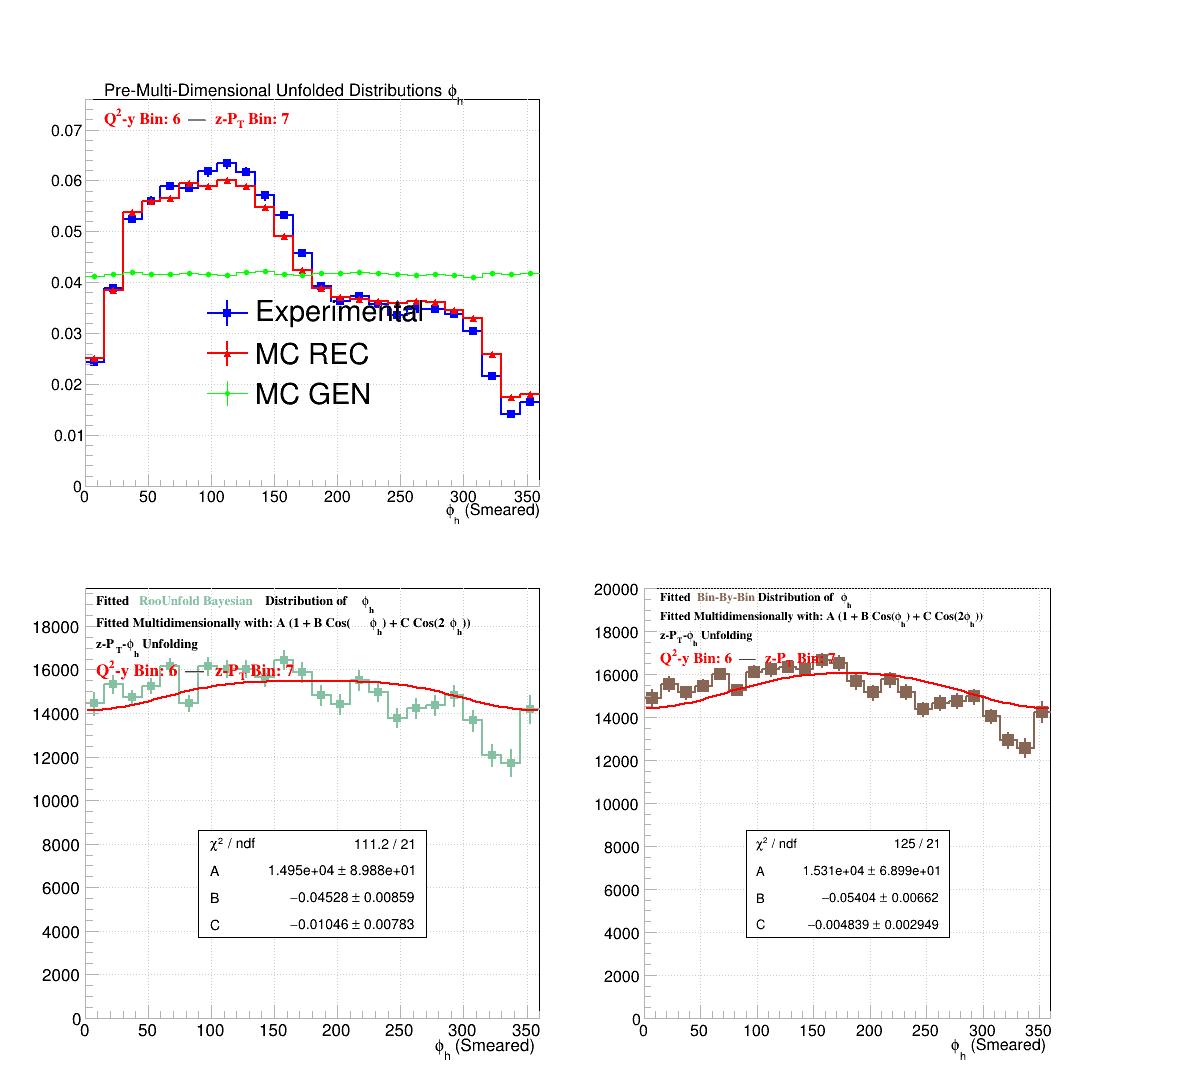 Pre-Multi-Dimensional Unfolded Distributions ϕh
Q2-y Bin: 6 — z-PT Bin: 7
0.07
0.06
0.05
0.04
0.03
0.02
0.01
0
Experimental
MC REC
MC GEN
0 50 100 150 200 250 300 350
ϕh (Smeared)
Fitted RooUnfold Bayesian Distribution of ϕh
Fitted Multidimensionally with: A (1 + B Cos( ϕh) + C Cos(2 ϕh))
z-PT-ϕh Unfolding
Q2-y Bin: 6 — z-PT Bin: 7
18000
16000
14000
12000
10000
8000
6000
4000
2000
0
χ2 / ndf 111.2 / 21
A 1.495e+04 ± 8.988e+01
B −0.04528 ± 0.00859
C −0.01046 ± 0.00783
0 50 100 150 200 250 300 350
ϕh (Smeared)
Fitted Bin-By-Bin Distribution of ϕh
Fitted Multidimensionally with: A (1 + B Cos(ϕh) + C Cos(2ϕh))
z-PT-ϕh Unfolding
Q2-y Bin: 6 — z-PT Bin: 7
20000
18000
16000
14000
12000
10000
8000
6000
4000
2000
0
χ2 / ndf 125 / 21
A 1.531e+04 ± 6.899e+01
B −0.05404 ± 0.00662
C −0.004839 ± 0.002949
0 50 100 150 200 250 300 350
ϕh (Smeared)